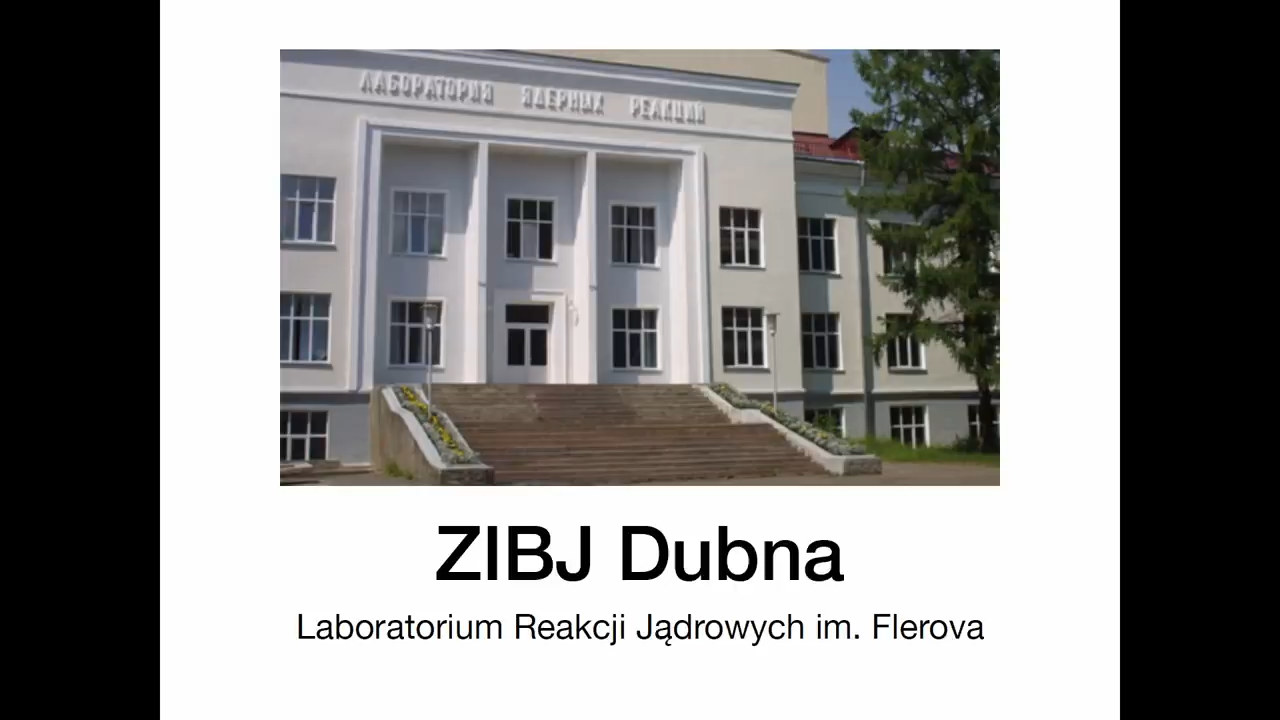 ЛАБОРАТОРИЯ ЯДЕРНЫХ РЕАКЦИЙ
ZIBJ Dubna
Laboratorium Reakcji Jądrowych im. Flerova